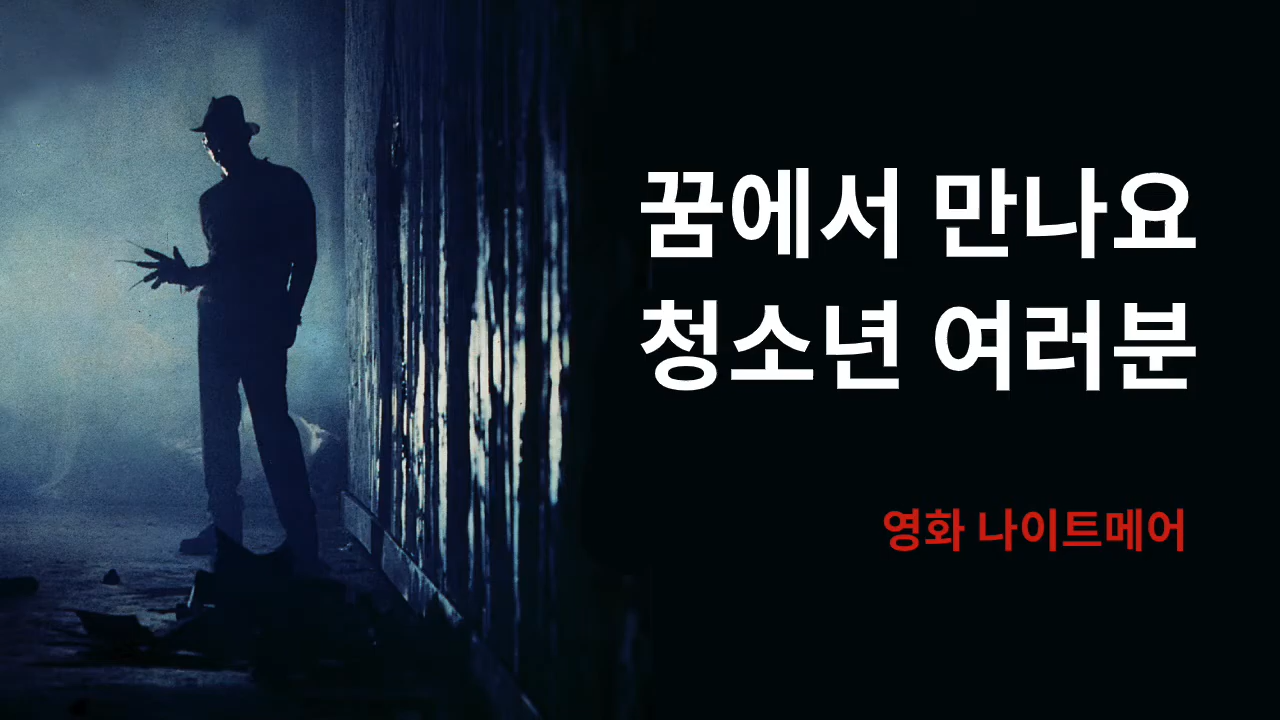 꿈에서 만나요
청소년 여러분
영화 나이트메어